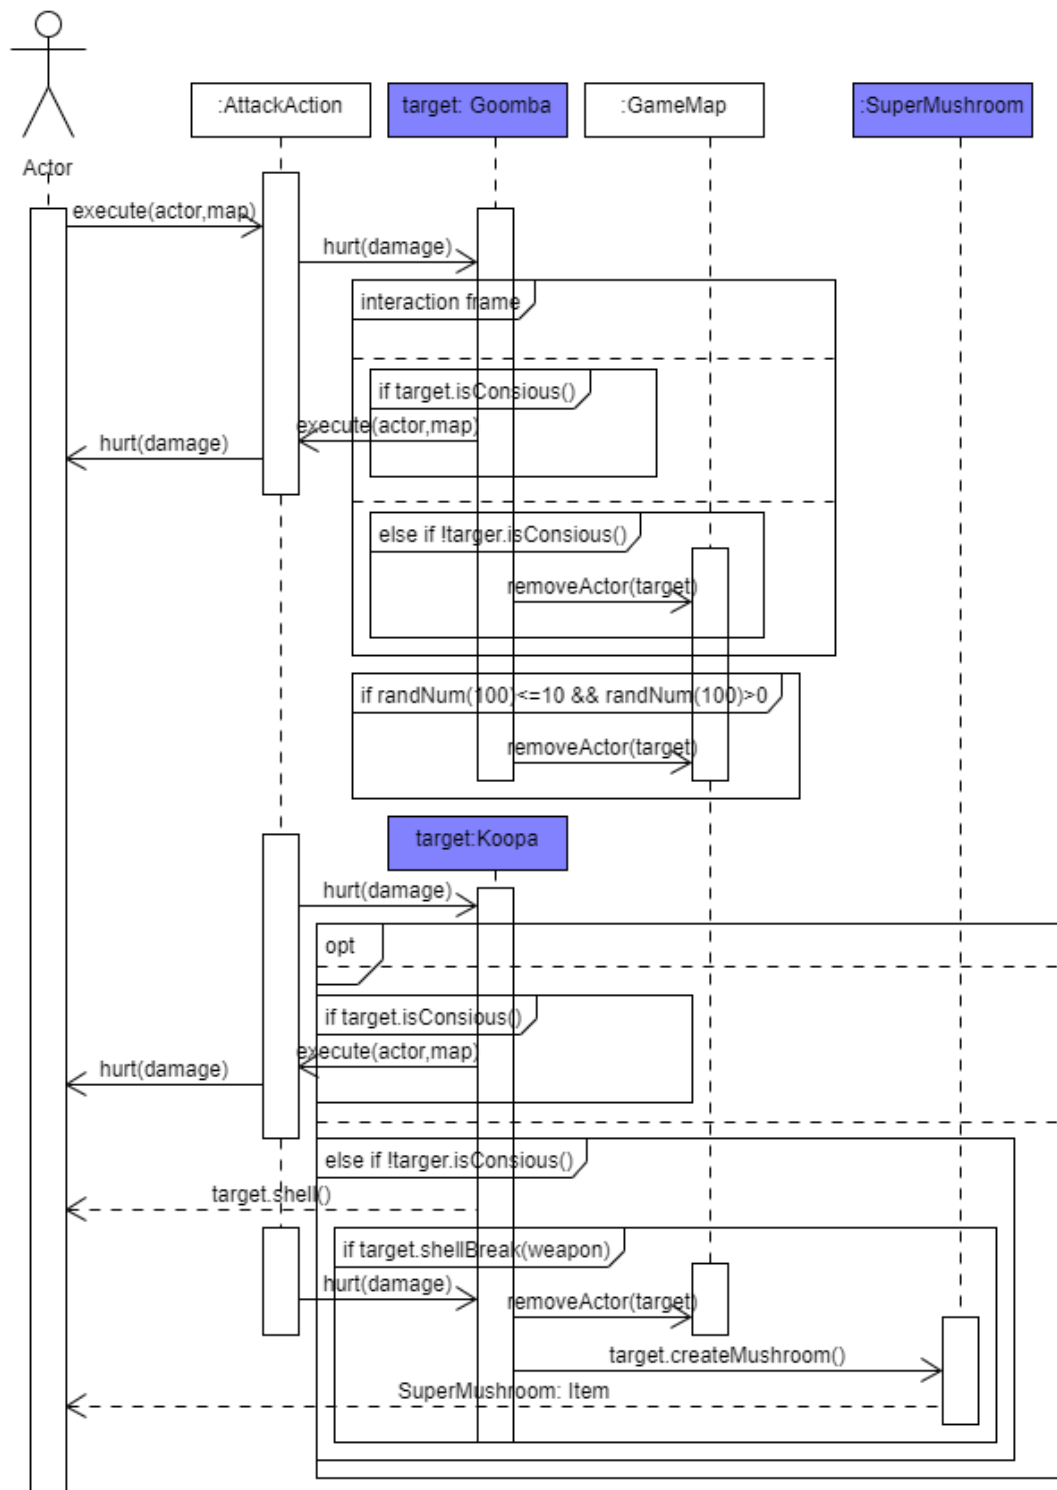 Actor
:AttackAction
target: Goomba
:GameMap
:SuperMushroom
execute(actor,map)
hurt(damage)
interaction frame
if target.isConsious()
execute(actor,map)
hurt(damage)
else if !targer.isConsious()
removeActor(target)
if randNum(100)<=10 && randNum(100)>0
removeActor(target)
target:Koopa
hurt(damage)
opt
if target.isConsious()
execute(actor,map)
hurt(damage)
else if !targer.isConsious()
target.shell()
if target.shellBreak(weapon)
hurt(damage)
removeActor(target)
target.createMushroom()
SuperMushroom: Item